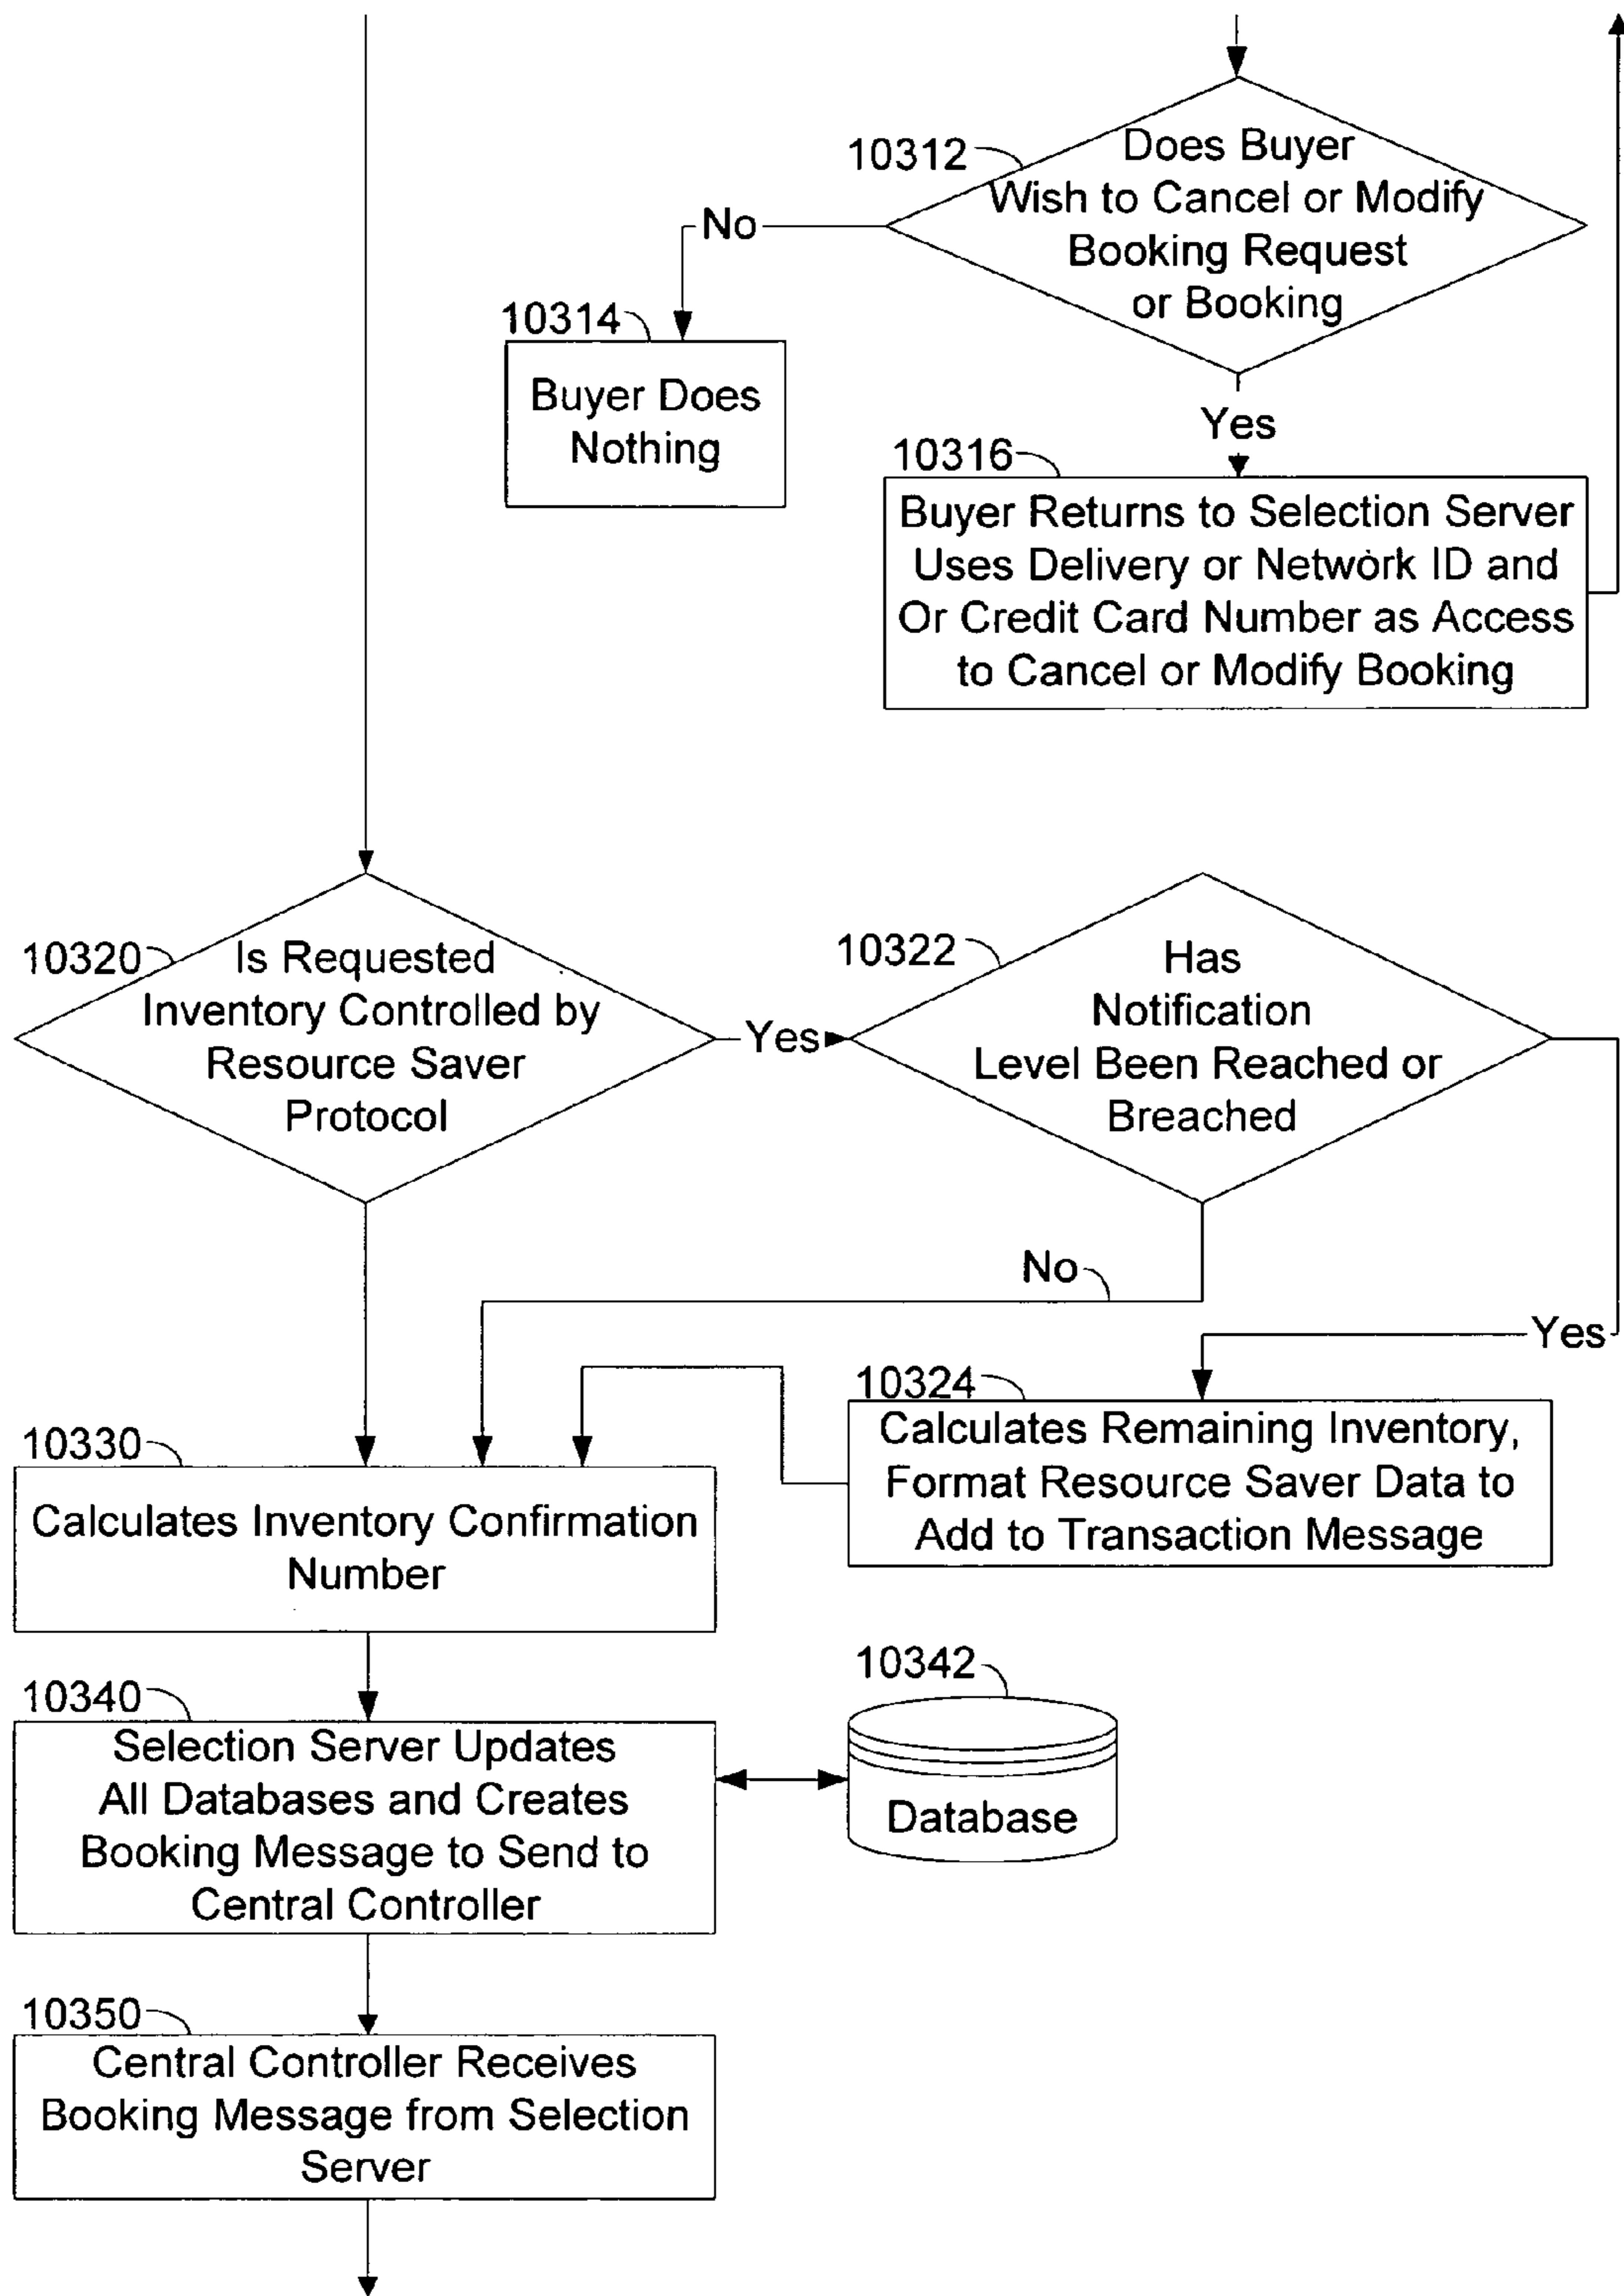 10312
Does Buyer
Wish to Cancel or Modify
Booking Request
or Booking
No
10314
Buyer Does
Nothing
Yes
10316
Buyer Returns to Selection Server
Uses Delivery or Network ID and
Or Credit Card Number as Access
to Cancel or Modify Booking
10320
Is Requested
Inventory Controlled by
Resource Saver
Protocol
Yes
10322
Has
Notification
Level Been Reached or
Breached
No
Yes
10324
Calculates Remaining Inventory,
Format Resource Saver Data to
Add to Transaction Message
10330
Calculates Inventory Confirmation
Number
10340
Selection Server Updates
All Databases and Creates
Booking Message to Send to
Central Controller
10342
Database
10350
Central Controller Receives
Booking Message from Selection
Server